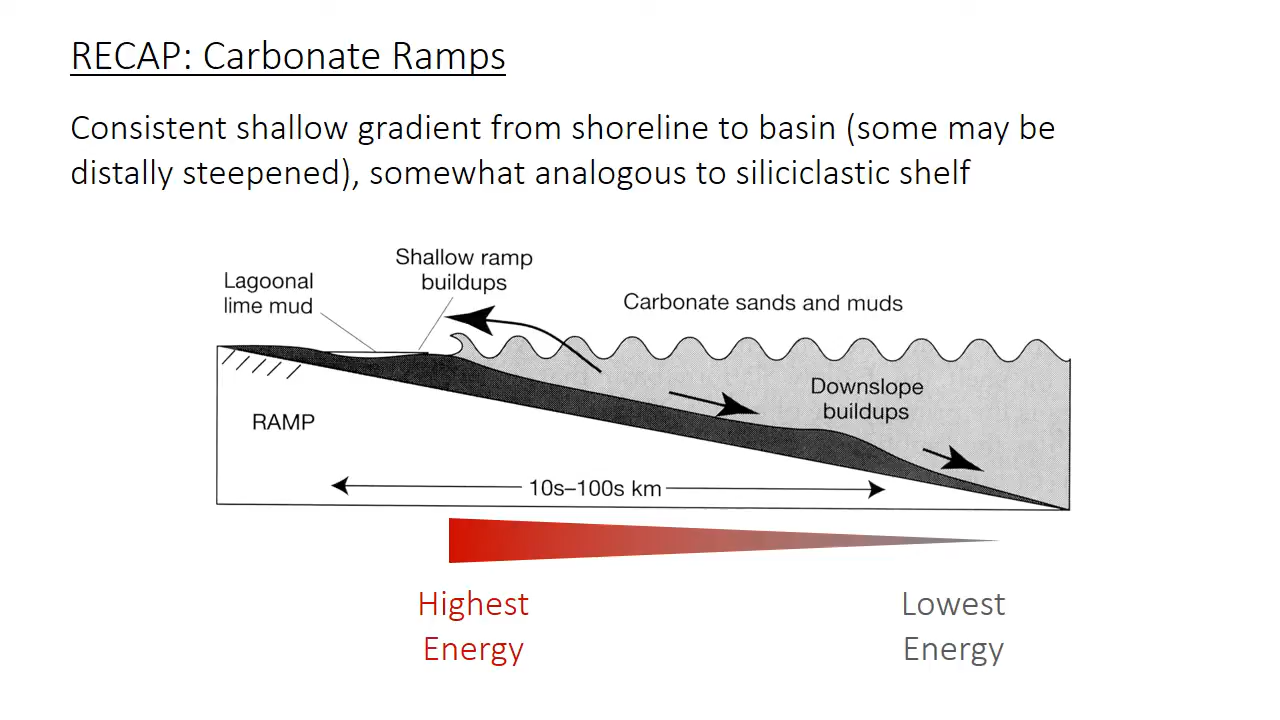 RECAP: Carbonate Ramps
Consistent shallow gradient from shoreline to basin (some may be
distally steepened), somewhat analogous to siliciclastic shelf
Shallow ramp
buildups
Lagoonal
lime mud
Carbonate sands and muds
Downslope
buildups
RAMP
10s–100s km
Highest
Energy
Lowest
Energy